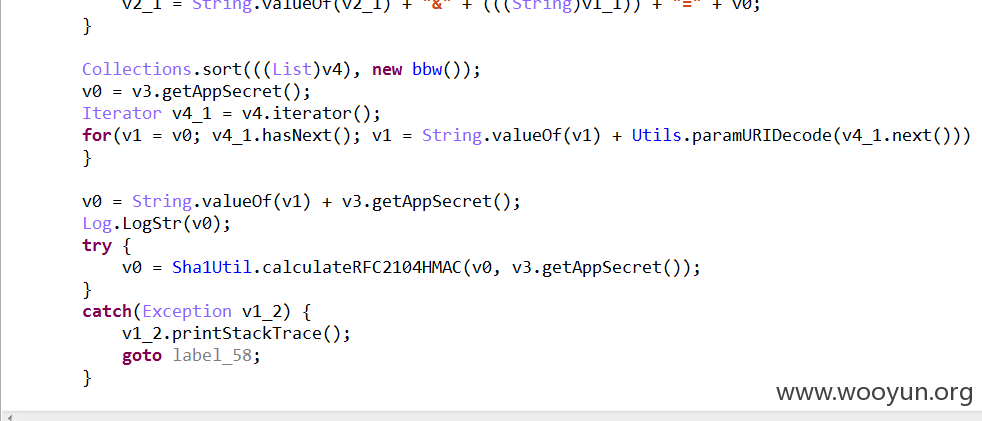 v2_1 = String.valueOf(v2_1) + "&" + (((String)v1_1)) + "=" + v0;
}
Collections.sort(((List)v4), new bbw());
v0 = v3.getAppSecret();
Iterator v4_1 = v4.iterator();
for(v1 = v0; v4_1.hasNext(); v1 = String.valueOf(v1) + Utils.paramURIDecode(v4_1.next()))
}
v0 = String.valueOf(v1) + v3.getAppSecret();
Log.LogStr(v0);
try {
v0 = Sha1Util.calculateRFC2104HMAC(v0, v3.getAppSecret());
}
catch(Exception v1_2) {
v1_2.printStackTrace();
goto label_58;
}
www.wooyun.org